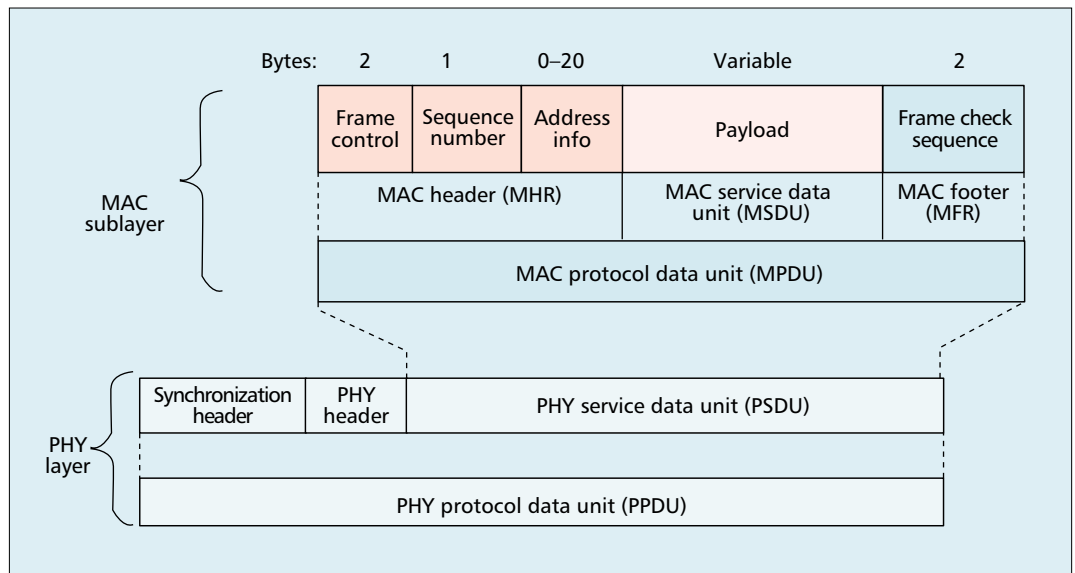 Bytes: 2 1 0–20 Variable 2
Frame control
Sequence number
Address info
Payload
Frame check sequence
MAC sublayer
MAC header (MHR)
MAC service data unit (MSDU)
MAC footer (MFR)
MAC protocol data unit (MPDU)
Synchronization header
PHY header
PHY service data unit (PSDU)
PHY layer
PHY protocol data unit (PPDU)